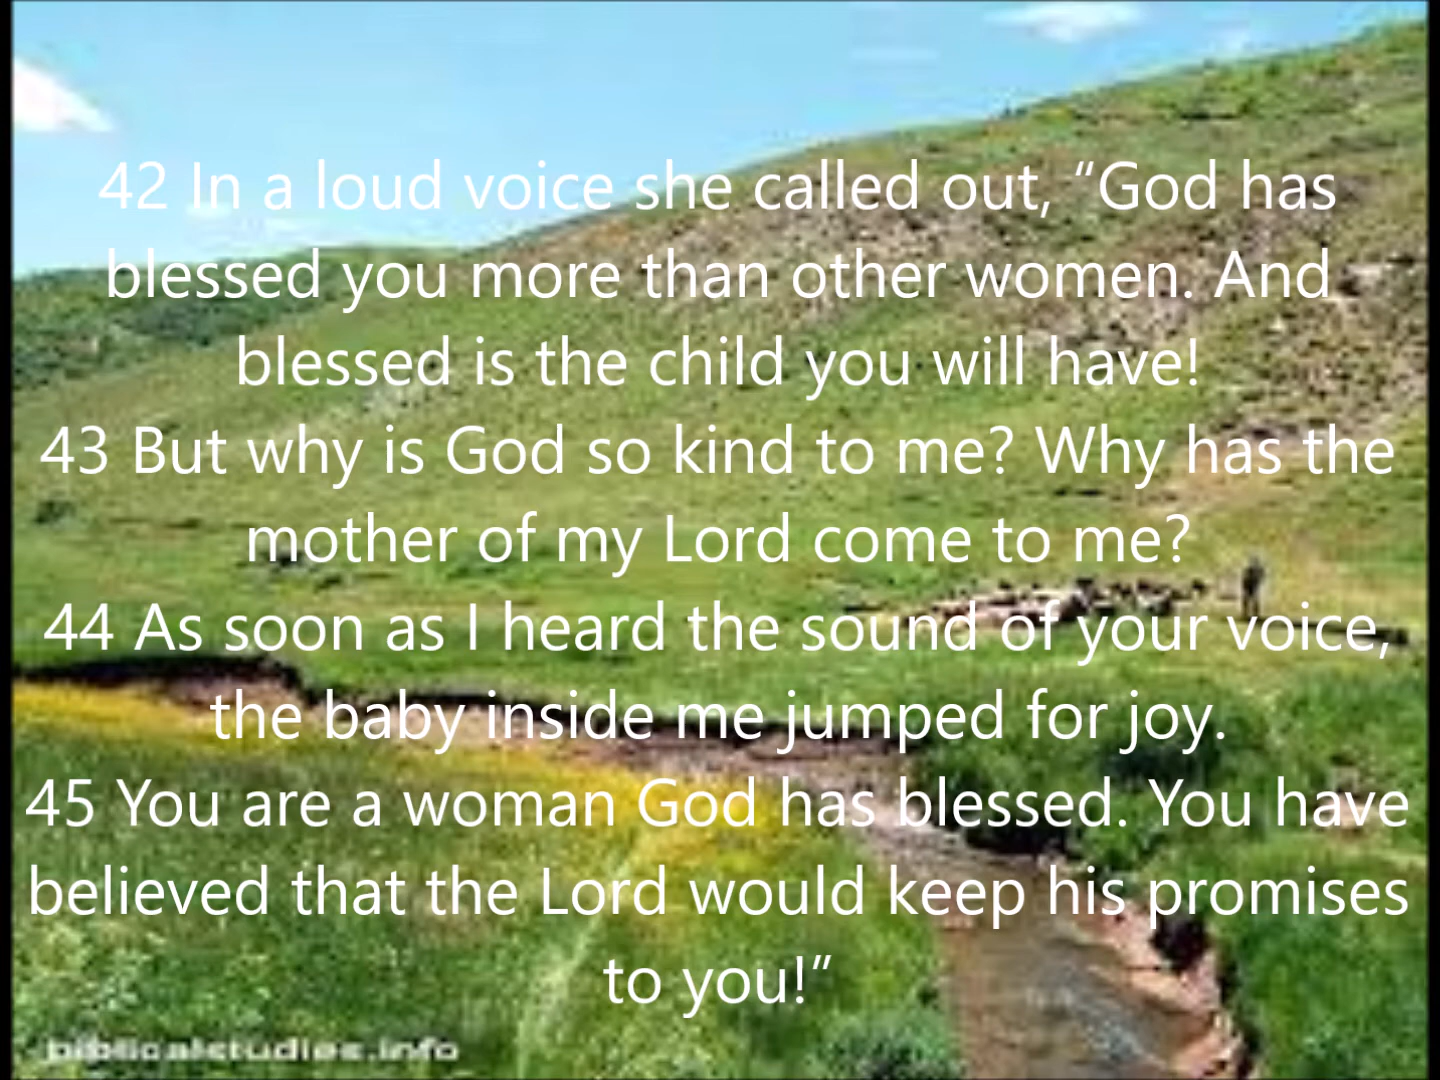 42 In a loud voice she called out, “God has
blessed you more than other women. And
blessed is the child you will have!
43 But why is God so kind to me? Why has the
mother of my Lord come to me?
44 As soon as I heard the sound of your voice,
the baby inside me jumped for joy.
45 You are a woman God has blessed. You have
believed that the Lord would keep his promises
to you!”
biblicalstudies.info